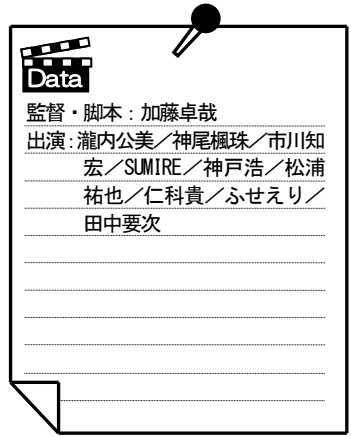 Data
監督・脚本：加藤卓哉
出演：瀧内公美／神尾楓珠／市川知
宏／SUMIRE／神戸浩／松浦
祐也／仁科貴／ふせえり／
田中要次